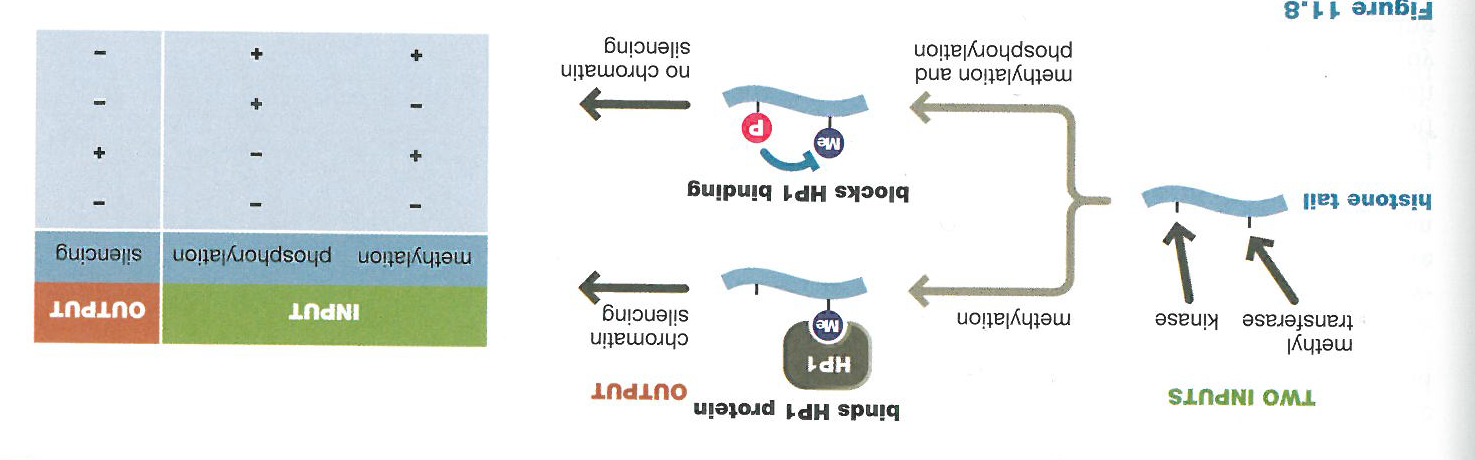 TWO INPUTS
methyl
transferase
kinase
histone tail
methylation
methylation and
phosphorylation
binds HP1 protein
HP1
Me
blocks HP1 binding
Me
P
OUTPUT
chromatin
silencing
no chromatin
silencing
INPUT OUTPUT
methylation phosphorylation silencing
- - -
+ - +
- + -
+ + -
Figure 11.8